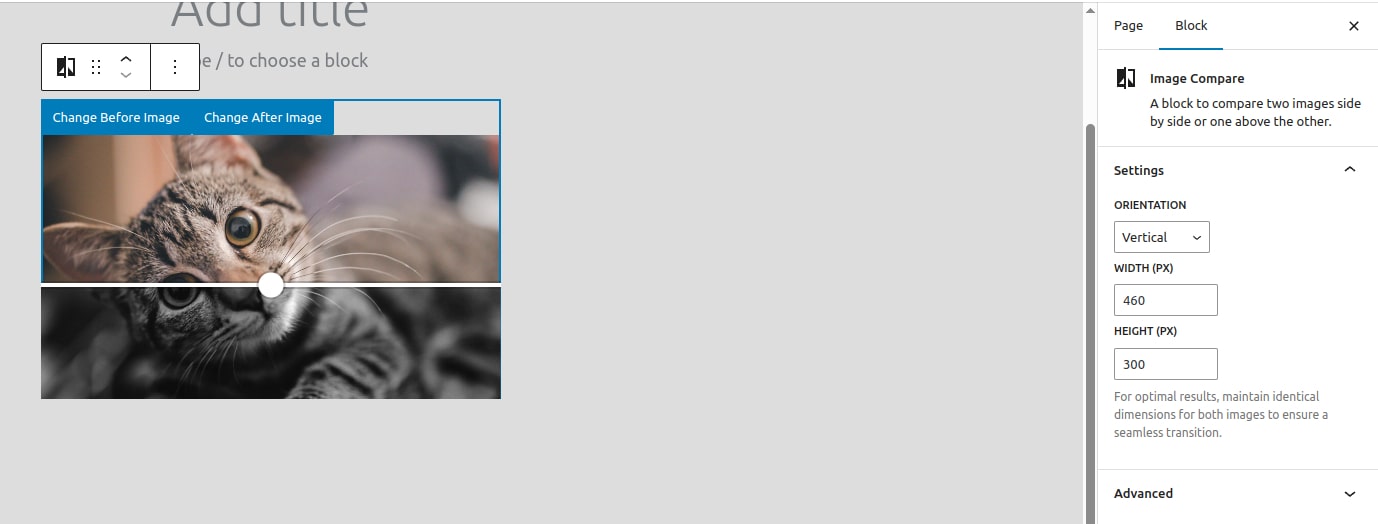 Add title
/ to choose a block
Change Before Image
Change After Image
Page
Block
Image Compare
A block to compare two images side
by side or one above the other.
Settings
ORIENTATION
Vertical
WIDTH (PX)
460
HEIGHT (PX)
300
For optimal results, maintain identical
dimensions for both images to ensure a
seamless transition.
Advanced